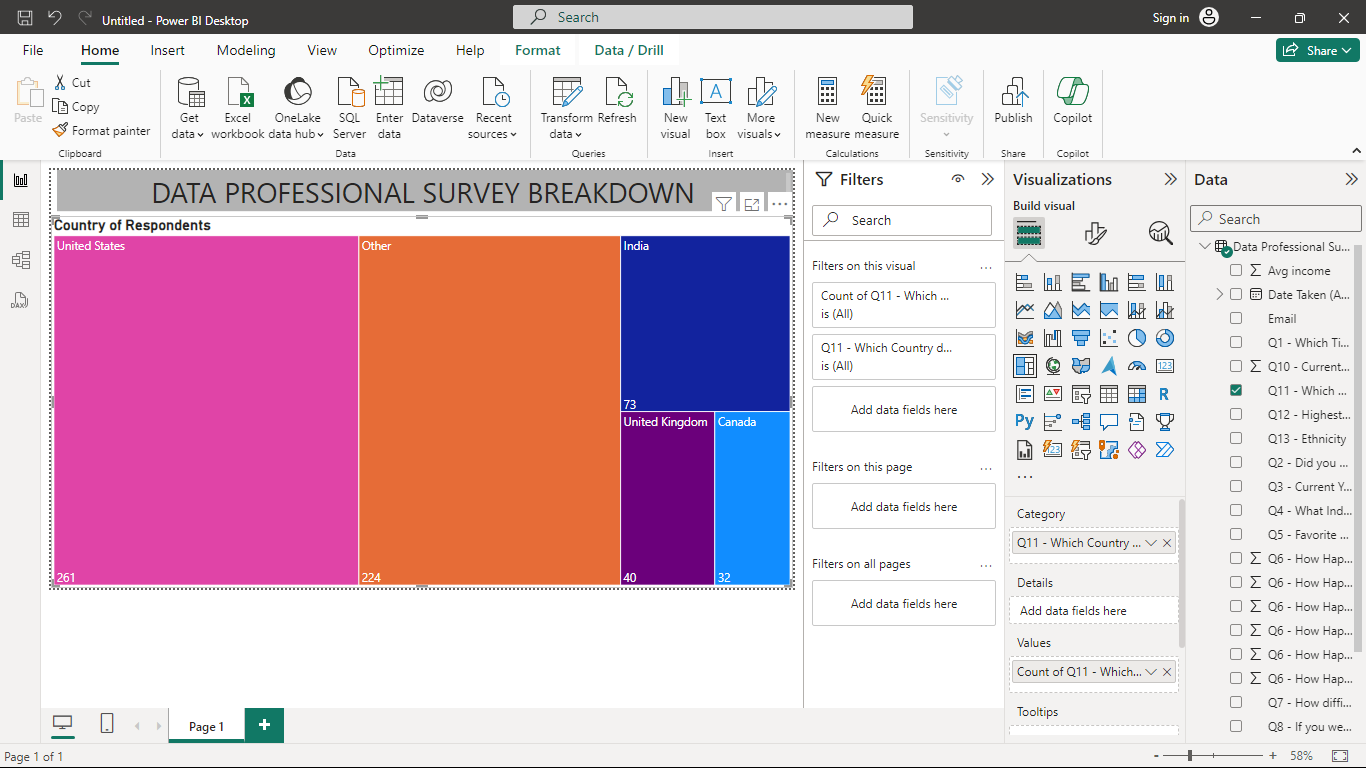 Untitled - Power BI Desktop
Search
Sign in
File
Home
Insert
Modeling
View
Optimize
Help
Format
Data / Drill
Share
Paste
Cut
Copy
Format painter
Clipboard
Get data
Excel workbook
OneLake data hub
SQL Server
Enter data
Dataverse
Recent sources
Data
Transform data
Refresh
Queries
New visual
Text box
More visuals
Insert
New measure
Quick measure
Calculations
Sensitivity
Sensitivity
Publish
Share
Copilot
Copilot
DATA PROFESSIONAL SURVEY BREAKDOWN
Country of Respondents
United States
261
Other
224
India
73
United Kingdom
40
Canada
32
Filters
Search
Filters on this visual
Count of Q11 - Which ...
is (All)
Q11 - Which Country d...
is (All)
Add data fields here
Filters on this page
Add data fields here
Filters on all pages
Add data fields here
Visualizations
Build visual
123
R
Py
123
Category
Q11 - Which Country ...
Details
Add data fields here
Values
Count of Q11 - Which...
Tooltips
Data
Search
Data Professional Su...
Avg income
Date Taken (A...
Email
Q1 - Which Ti...
Q10 - Current...
Q11 - Which ...
Q12 - Highest...
Q13 - Ethnicity
Q2 - Did you ...
Q3 - Current Y...
Q4 - What Ind...
Q5 - Favorite ...
Q6 - How Hap...
Q6 - How Hap...
Q6 - How Hap...
Q6 - How Hap...
Q6 - How Hap...
Q6 - How Hap...
Q7 - How diffi...
Q8 - If you we...
DAX
Page 1
Page 1 of 1
58%